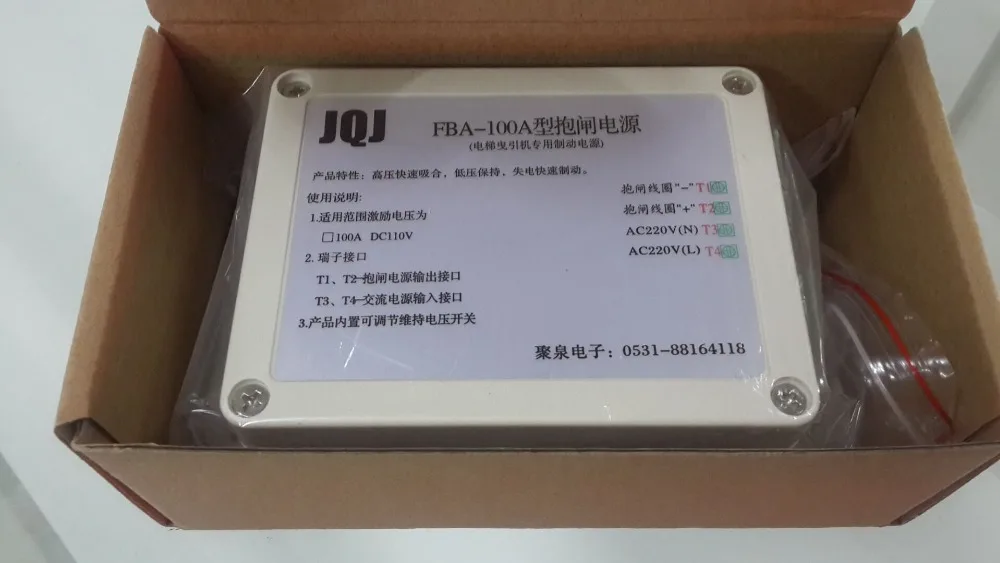 JQJ
FBA-100A型抱闸电源
(电梯曳引机专用制动电源)
产品特性：高压快速吸合，低压保持，失电快速制动。
使用说明:
1.适用范围激励电压为
□100A DC110V
2.瑞子接口
T1、T2-抱闸电源输出接口
T3、T4-交流电源输入接口
3.产品内置可调节维持电压开关
抱闸线圈"-" T1
抱闸线圈"+" T2
AC220V(N) T3
AC220V(L) T4
聚泉电子：0531-88164118